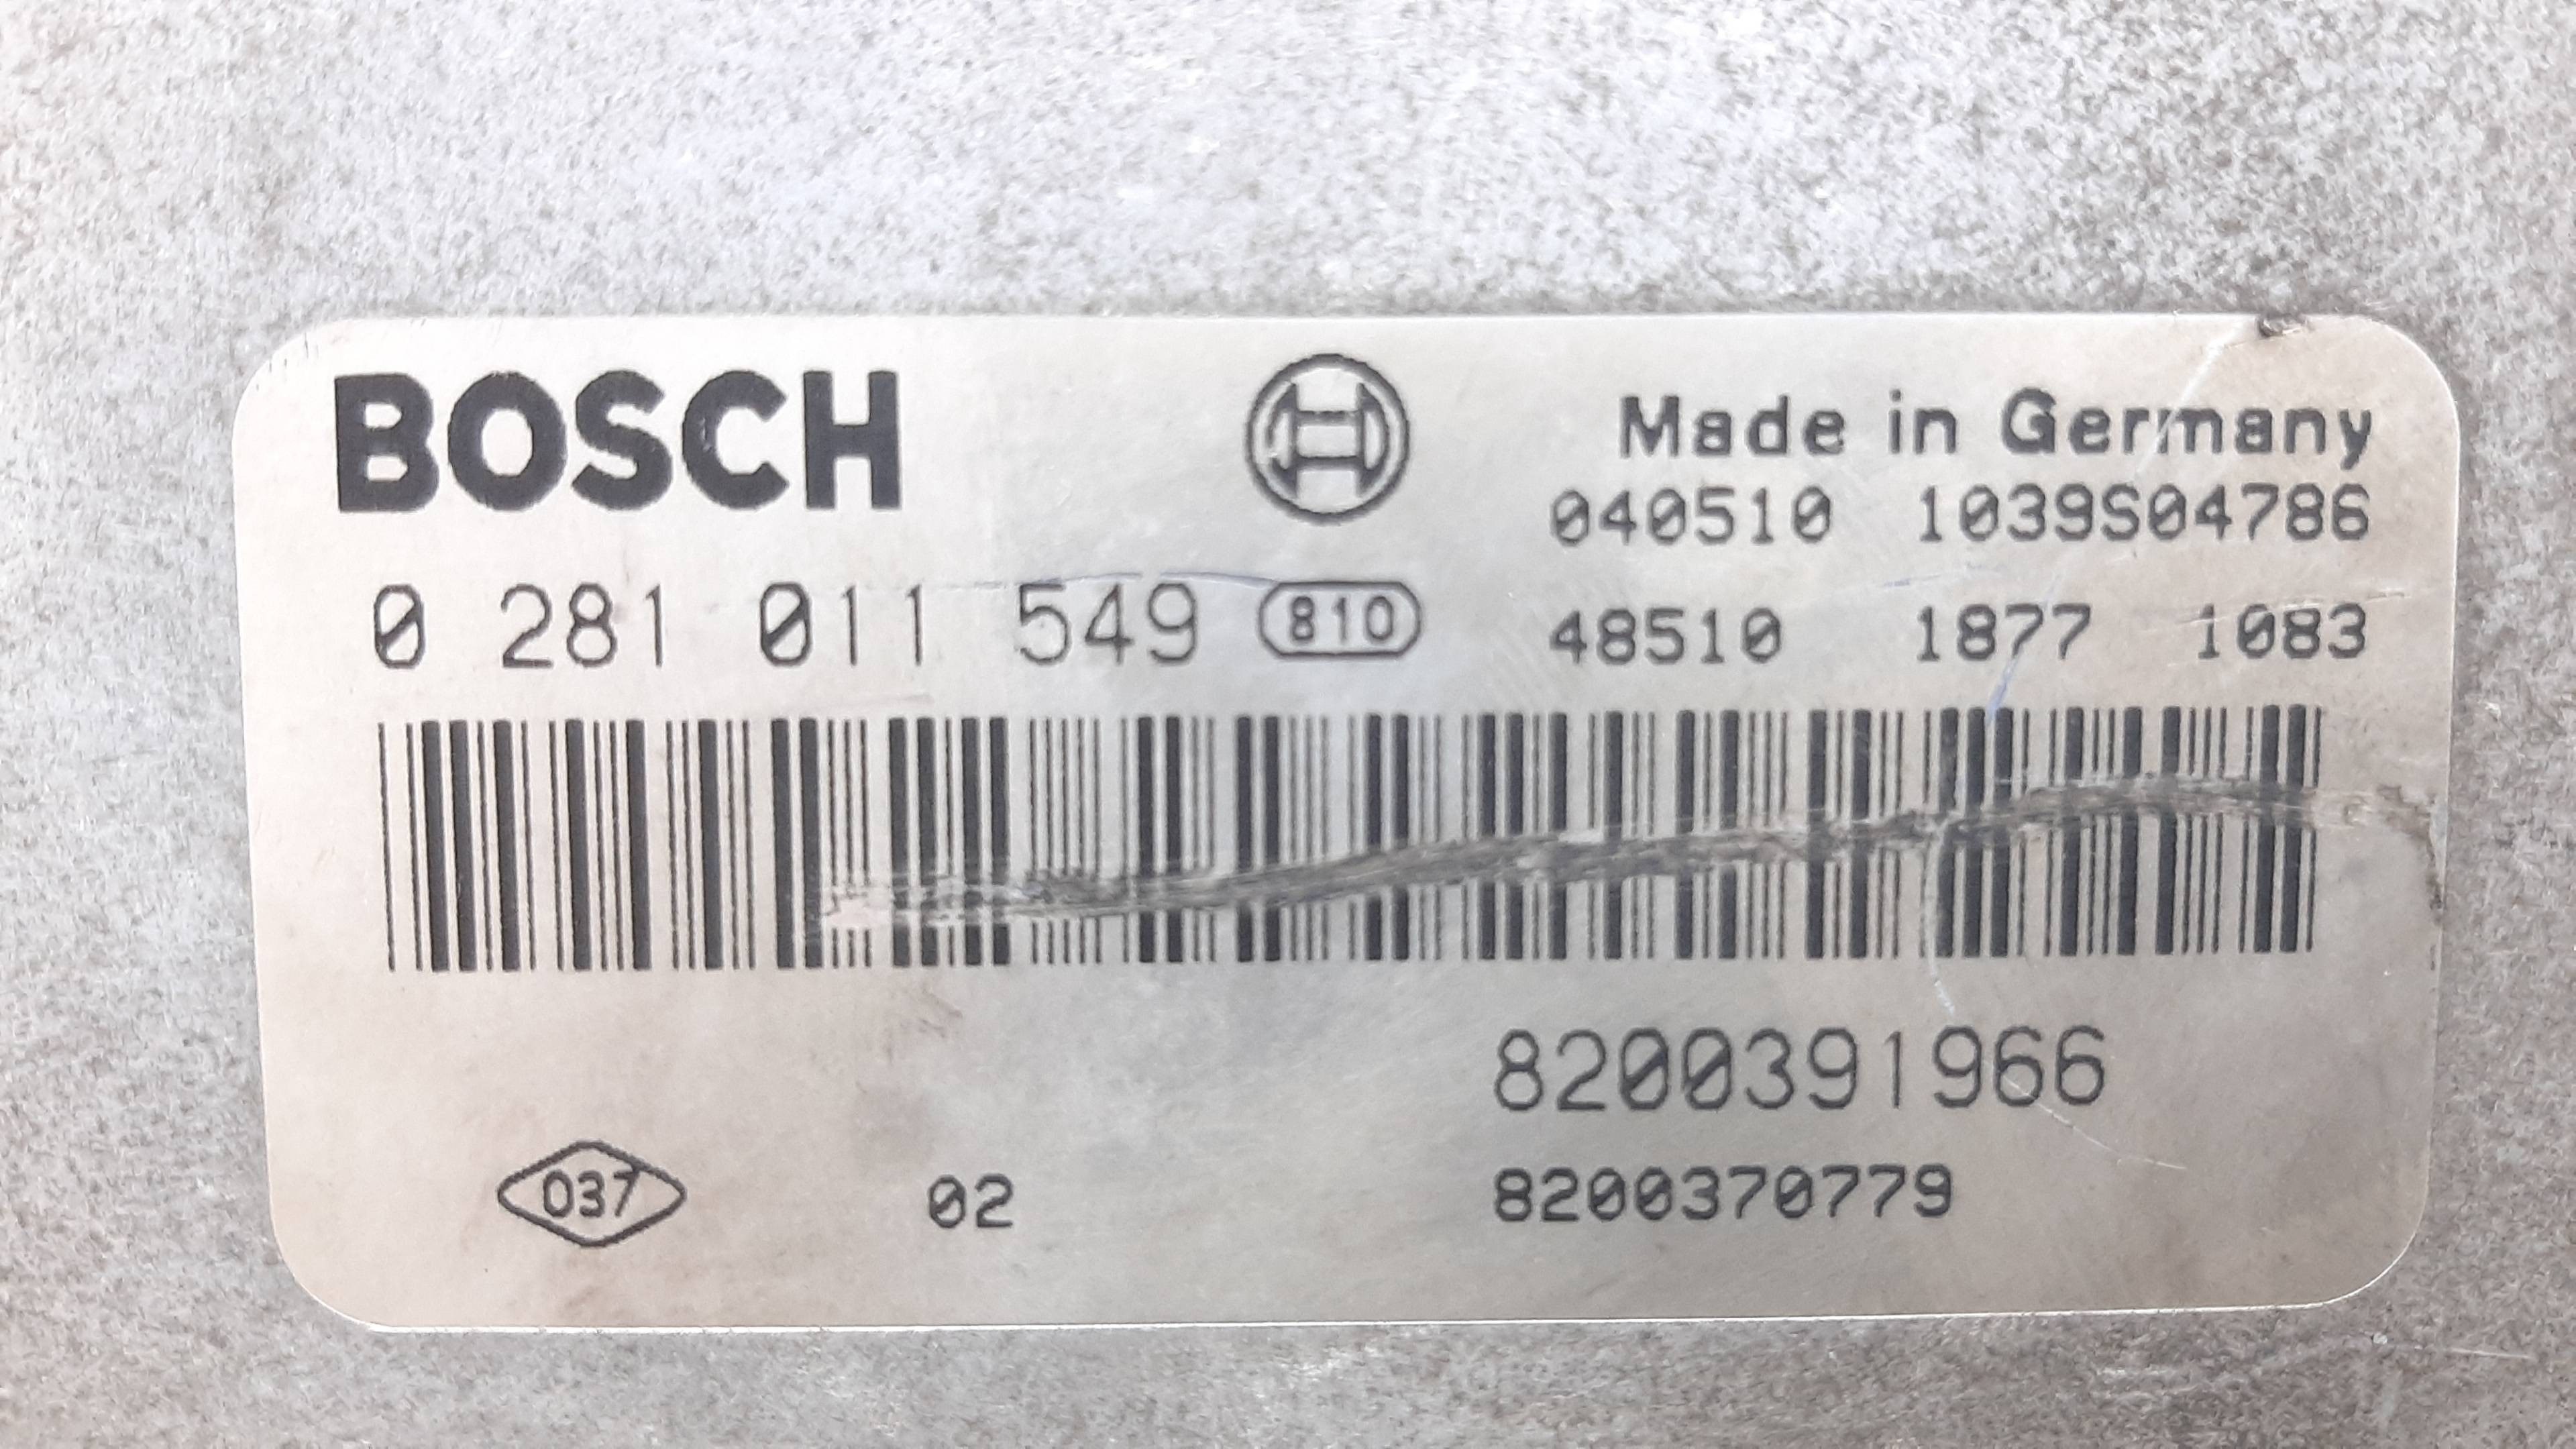 BOSCH
Made in Germany
040510 1039S04786
0 281 011 549 810
48510 1877 1083
8200391966
037 02 8200370779